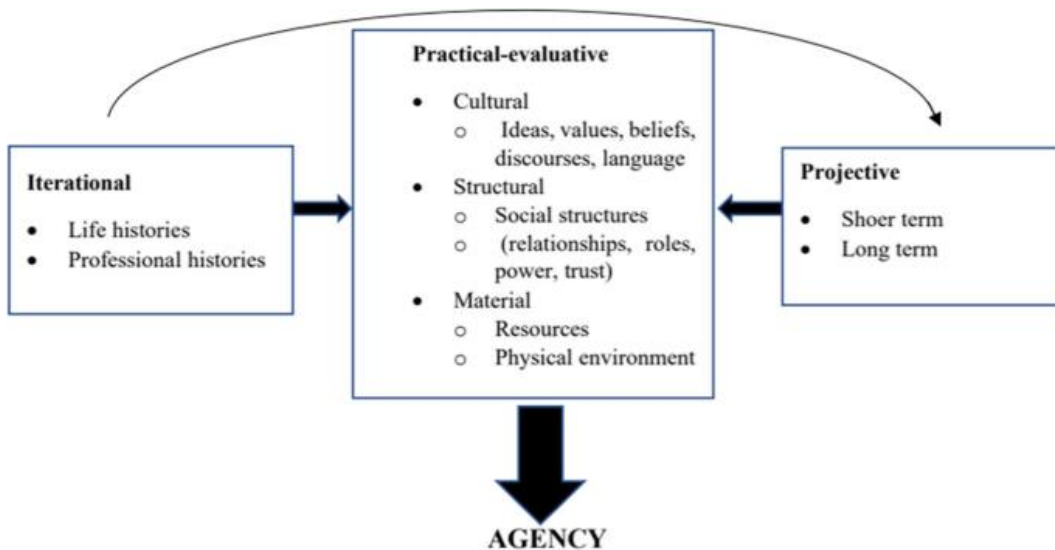 Iterational
• Life histories
• Professional histories
Practical-evaluative
• Cultural
o Ideas, values, beliefs,
discourses, language
• Structural
o Social structures
o (relationships, roles,
power, trust)
• Material
o Resources
o Physical environment
Projective
• Shoer term
• Long term
AGENCY